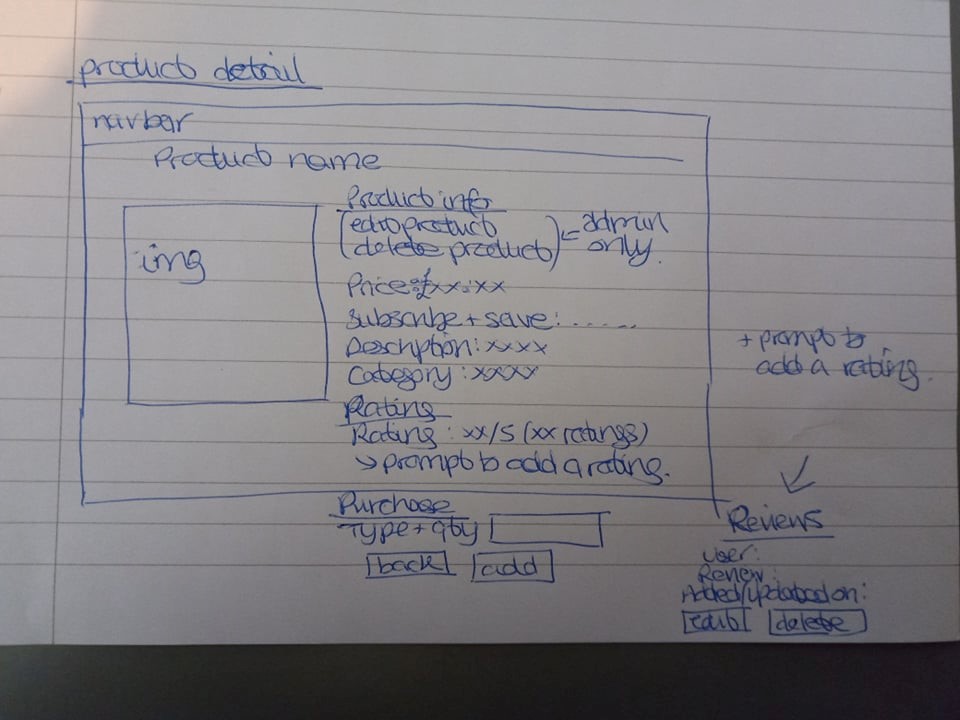 product detail
navbar
Product name
img
Product info
(edit product
(delete product) = admin only.
Price: £xx:xx
Subscribe + save: ......
Description: xxxx
Category: xxxx
Rating
Rating: xx/5 (xx ratings)
→ prompt to add a rating.
Purchase
Type + qty
back add
+ prompt to
add a rating.
Reviews
user:
Review:
Added/updated on:
edit delete